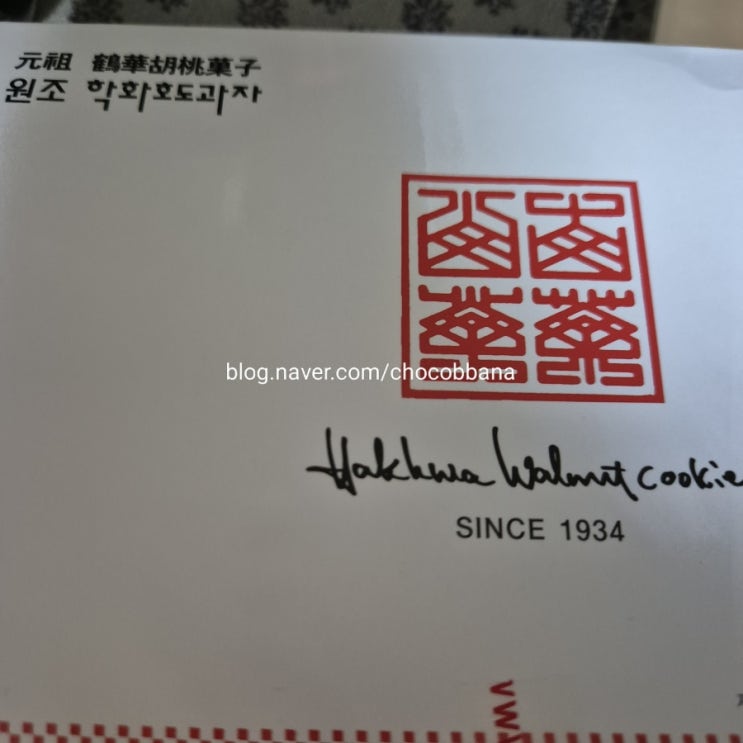 元祖 鶴華胡桃菓子
원조 학화호도과자
blog.naver.com/chocobbana
Hakhwa Walnut Cookie
SINCE 1934